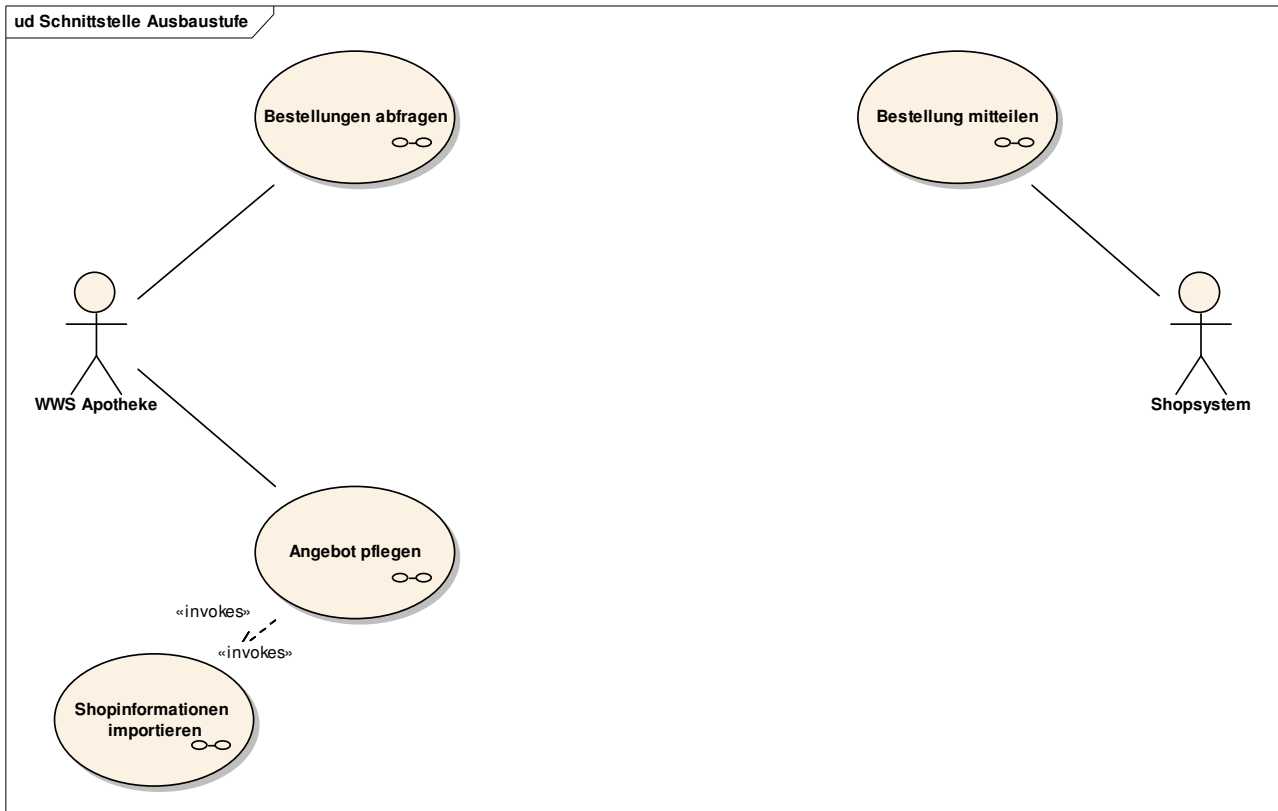 ud Schnittstelle Ausbaustufe
Bestellungen abfragen
Bestellung mitteilen
WWS Apotheke
Shopsystem
Angebot pflegen
«invokes»
«invokes»
Shopinformationen
importieren